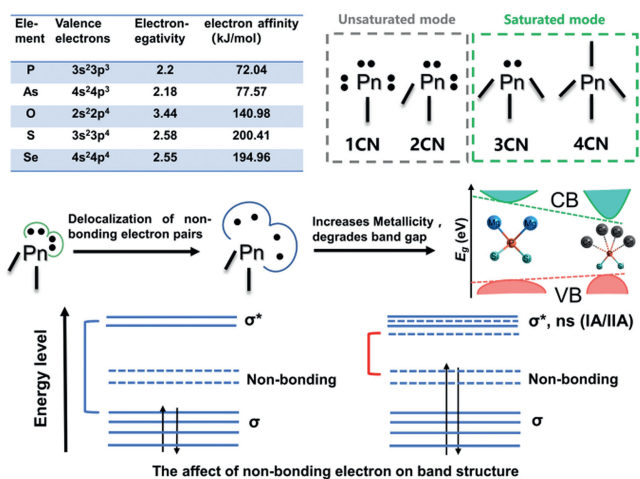 Ele-
ment
Valence
electrons
Electron-
egativity
electron affinity
(kJ/mol)
P 3s²3p³ 2.2 72.04
As 4s²4p³ 2.18 77.57
O 2s²2p⁴ 3.44 140.98
S 3s²3p⁴ 2.58 200.41
Se 4s²4p⁴ 2.55 194.96
Unsaturated mode
Saturated mode
Pn Pn Pn Pn
1CN 2CN 3CN 4CN
Pn
Delocalization of non-
bonding electron pairs
Pn
Increases Metallicity ,
degrades band gap
Eg (eV)
CB
Mg Mg
VB
Energy level
σ*
Non-bonding
σ
σ*, ns (IA/IIA)
Non-bonding
σ
The affect of non-bonding electron on band structure